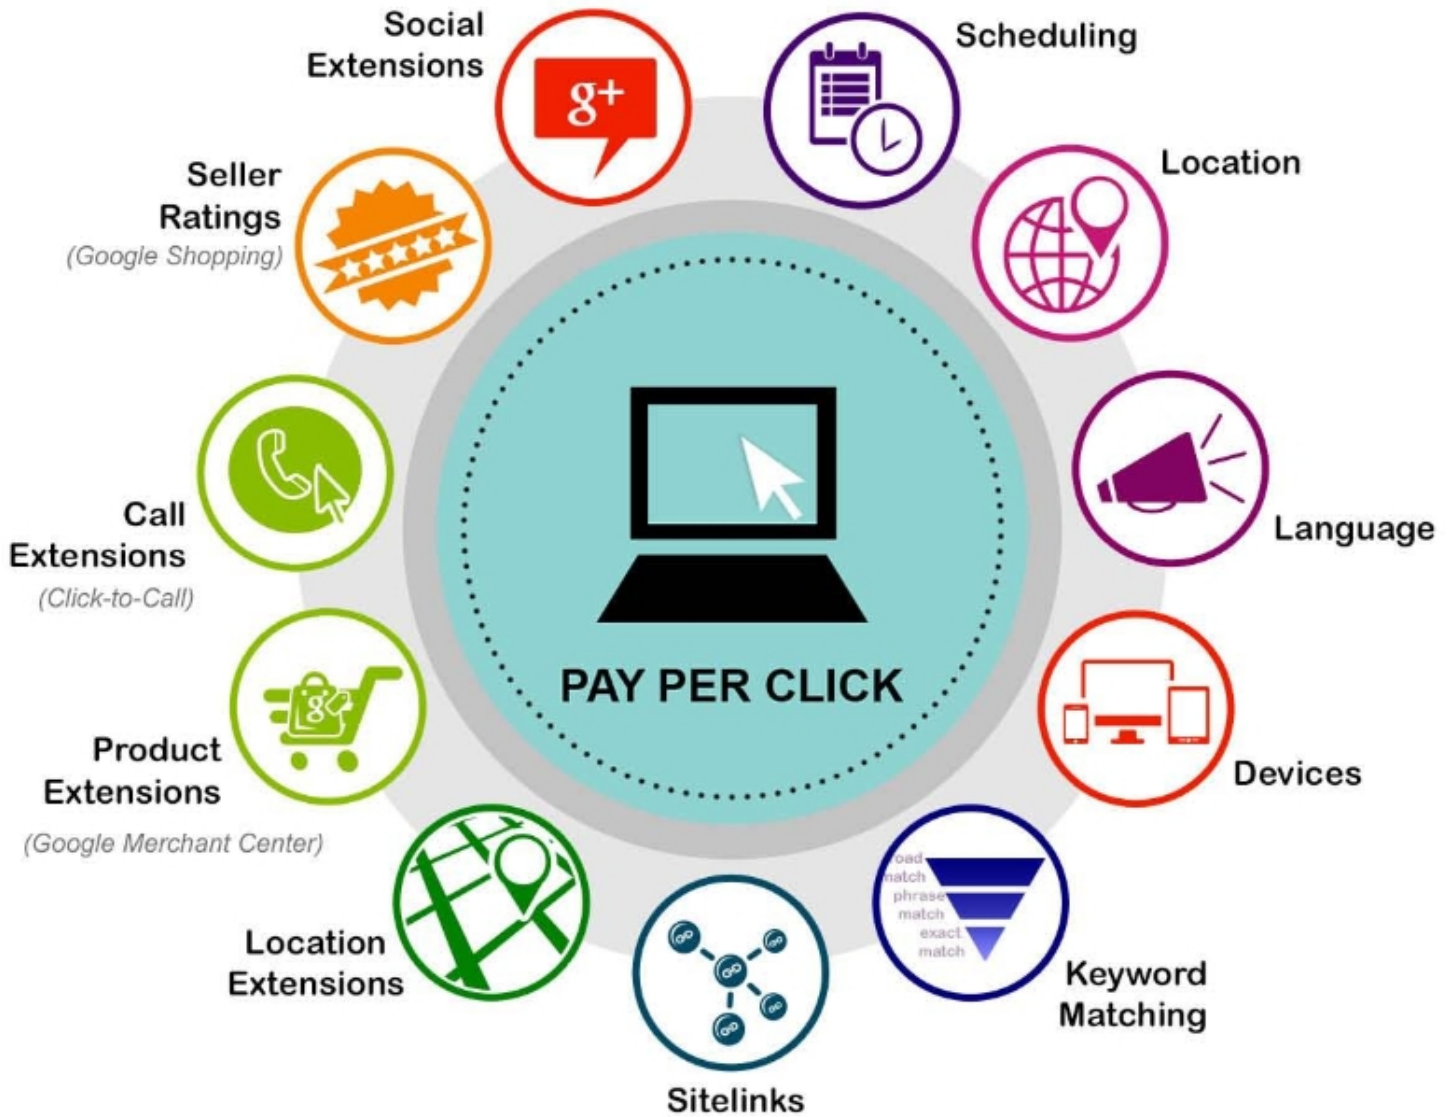 Social
Extensions
g+
Scheduling
Location
Seller
Ratings
(Google Shopping)
Language
Call
Extensions
(Click-to-Call)
PAY PER CLICK
Devices
g
Product
Extensions
(Google Merchant Center)
match
phrase
match
exact
match
Keyword
Matching
Location
Extensions
Sitelinks